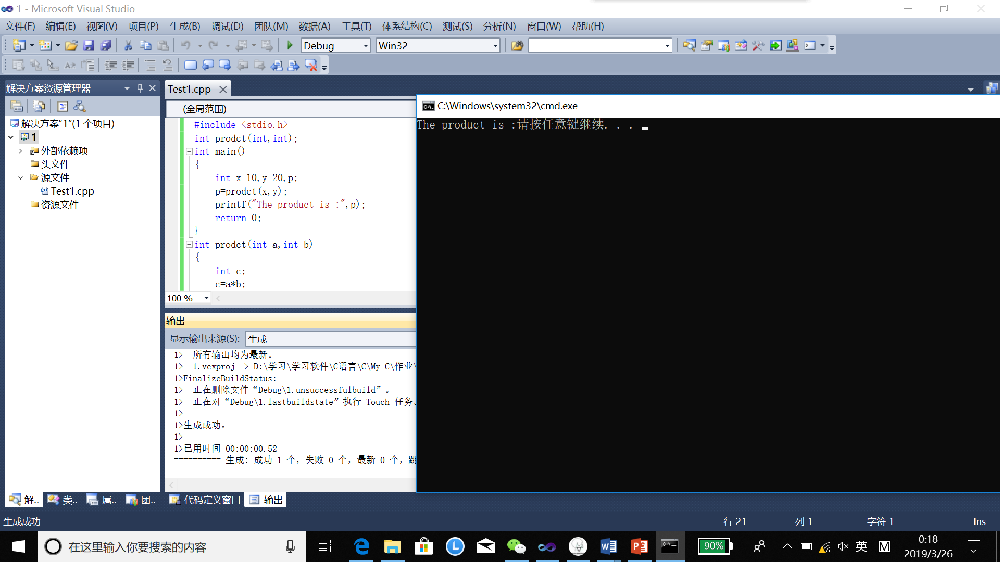 1 - Microsoft Visual Studio
文件(F) 编辑(E) 视图(V) 项目(P) 生成(B) 调试(D) 团队(M) 数据(A) 工具(T) 体系结构(C) 测试(S) 分析(N) 窗口(W) 帮助(H)
Debug Win32
解决方案资源管理器
解决方案“1”(1 个项目)
1
外部依赖项
头文件
源文件
Test1.cpp
资源文件
Test1.cpp
(全局范围)
#include <stdio.h>
int prodct(int,int);
int main()
{
int x=10,y=20,p;
p=prodct(x,y);
printf("The product is :",p);
return 0;
}
int prodct(int a,int b)
{
int c;
c=a*b;
100 %
输出
显示输出来源(S): 生成
1> 所有输出均为最新。
1> 1.vcxproj -> D:\学习\学习软件\C语言\C\My C\作业\
1>FinalizeBuildStatus:
1> 正在删除文件“Debug\1.unsuccessfulbuild”。
1> 正在对“Debug\1.lastbuildstate”执行 Touch 任务。
1>
1>生成成功。
1>
1>已用时间 00:00:00.52
========== 生成: 成功 1 个，失败 0 个，最新 0 个，跳
C:\Windows\system32\cmd.exe
The product is :请按任意键继续. . .
解.. 类.. 属.. 团.. 代码定义窗口 输出
生成成功 行 21 列 1 字符 1 Ins
在这里输入你要搜索的内容
90%
英
M
0:18
2019/3/26